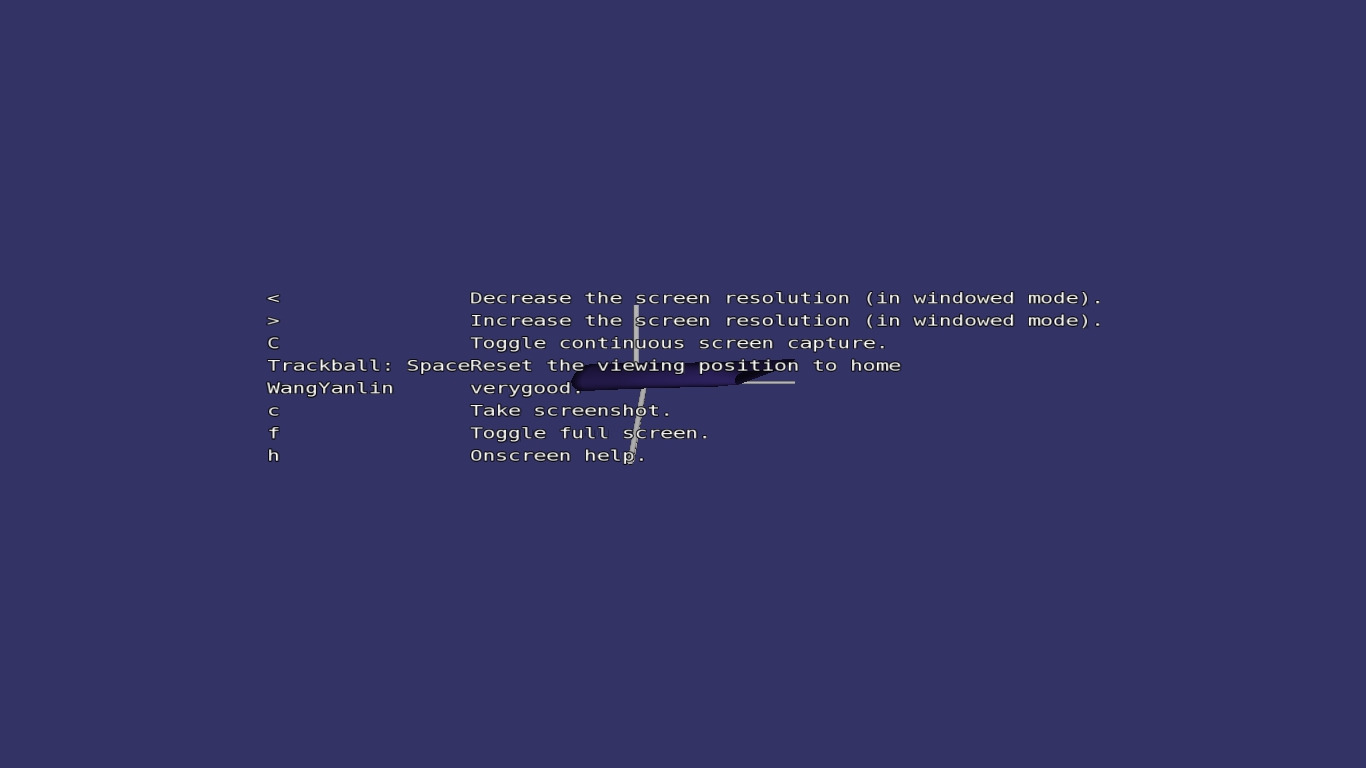 < Decrease the screen resolution (in windowed mode).
> Increase the screen resolution (in windowed mode).
C Toggle continuous screen capture.
Trackball: SpaceReset the viewing position to home
WangYanlin verygood.
c Take screenshot.
f Toggle full screen.
h Onscreen help.